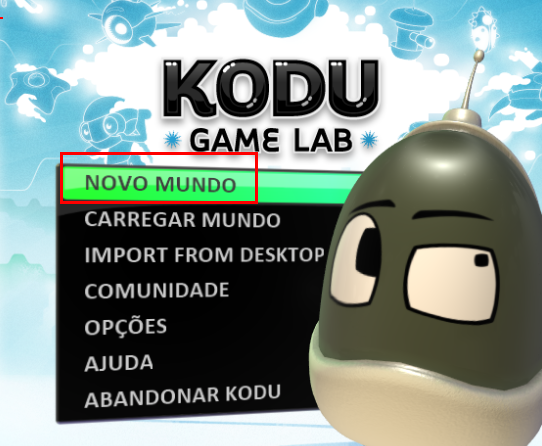 KODU
GAME LAB
NOVO MUNDO
CARREGAR MUNDO
IMPORT FROM DESKTOP
COMUNIDADE
OPÇÕES
AJUDA
ABANDONAR KODU